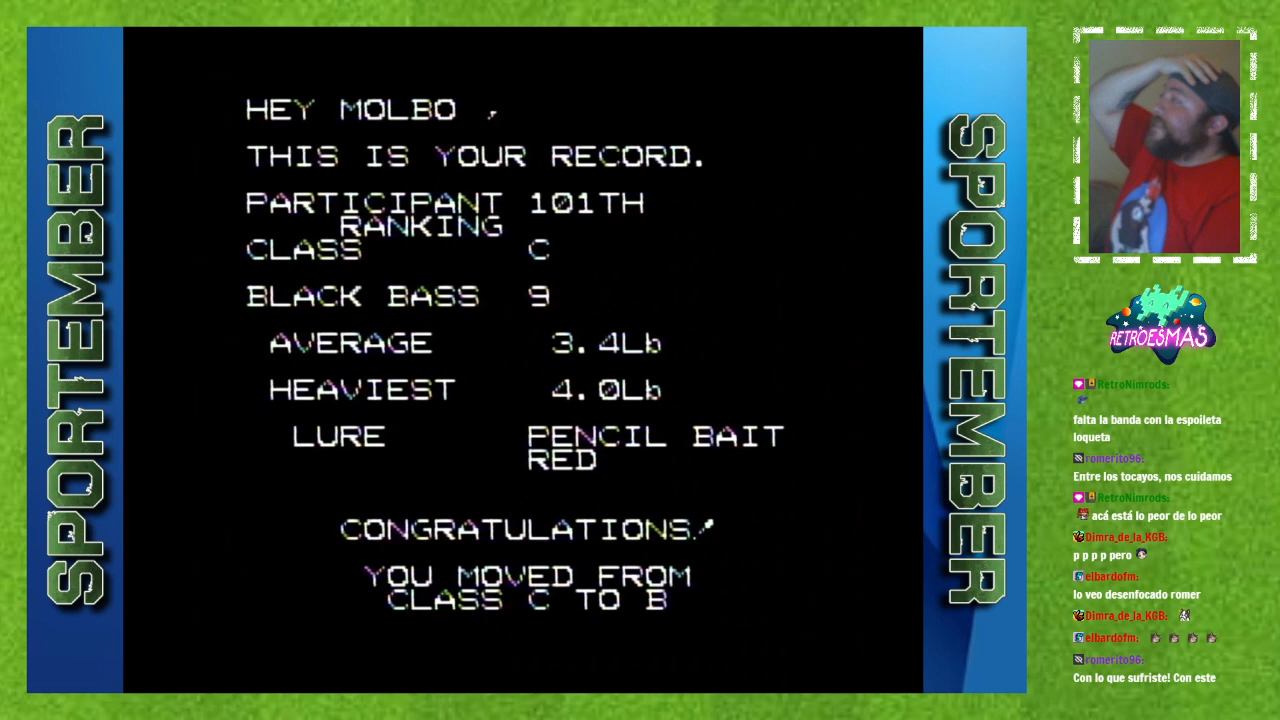 SPORTEMBER
HEY MOLBO ,
THIS IS YOUR RECORD.
PARTICIPANT 101TH
RANKING
CLASS C
BLACK BASS 9
AVERAGE 3.4Lb
HEAVIEST 4.0Lb
LURE PENCIL BAIT
RED
CONGRATULATIONS!
YOU MOVED FROM
CLASS C TO B
SPORTEMBER
RETROESMAS
RetroNimrods:
falta la banda con la espoileta
loqueta
romerito96:
Entre los tocayos, nos cuidamos
RetroNimrods:
acá está lo peor de lo peor
Dimra_de_la_KGB:
p p p p pero
elbardofm:
lo veo desenfocado romer
Dimra_de_la_KGB:
elbardofm:
romerito96:
Con lo que sufriste! Con este